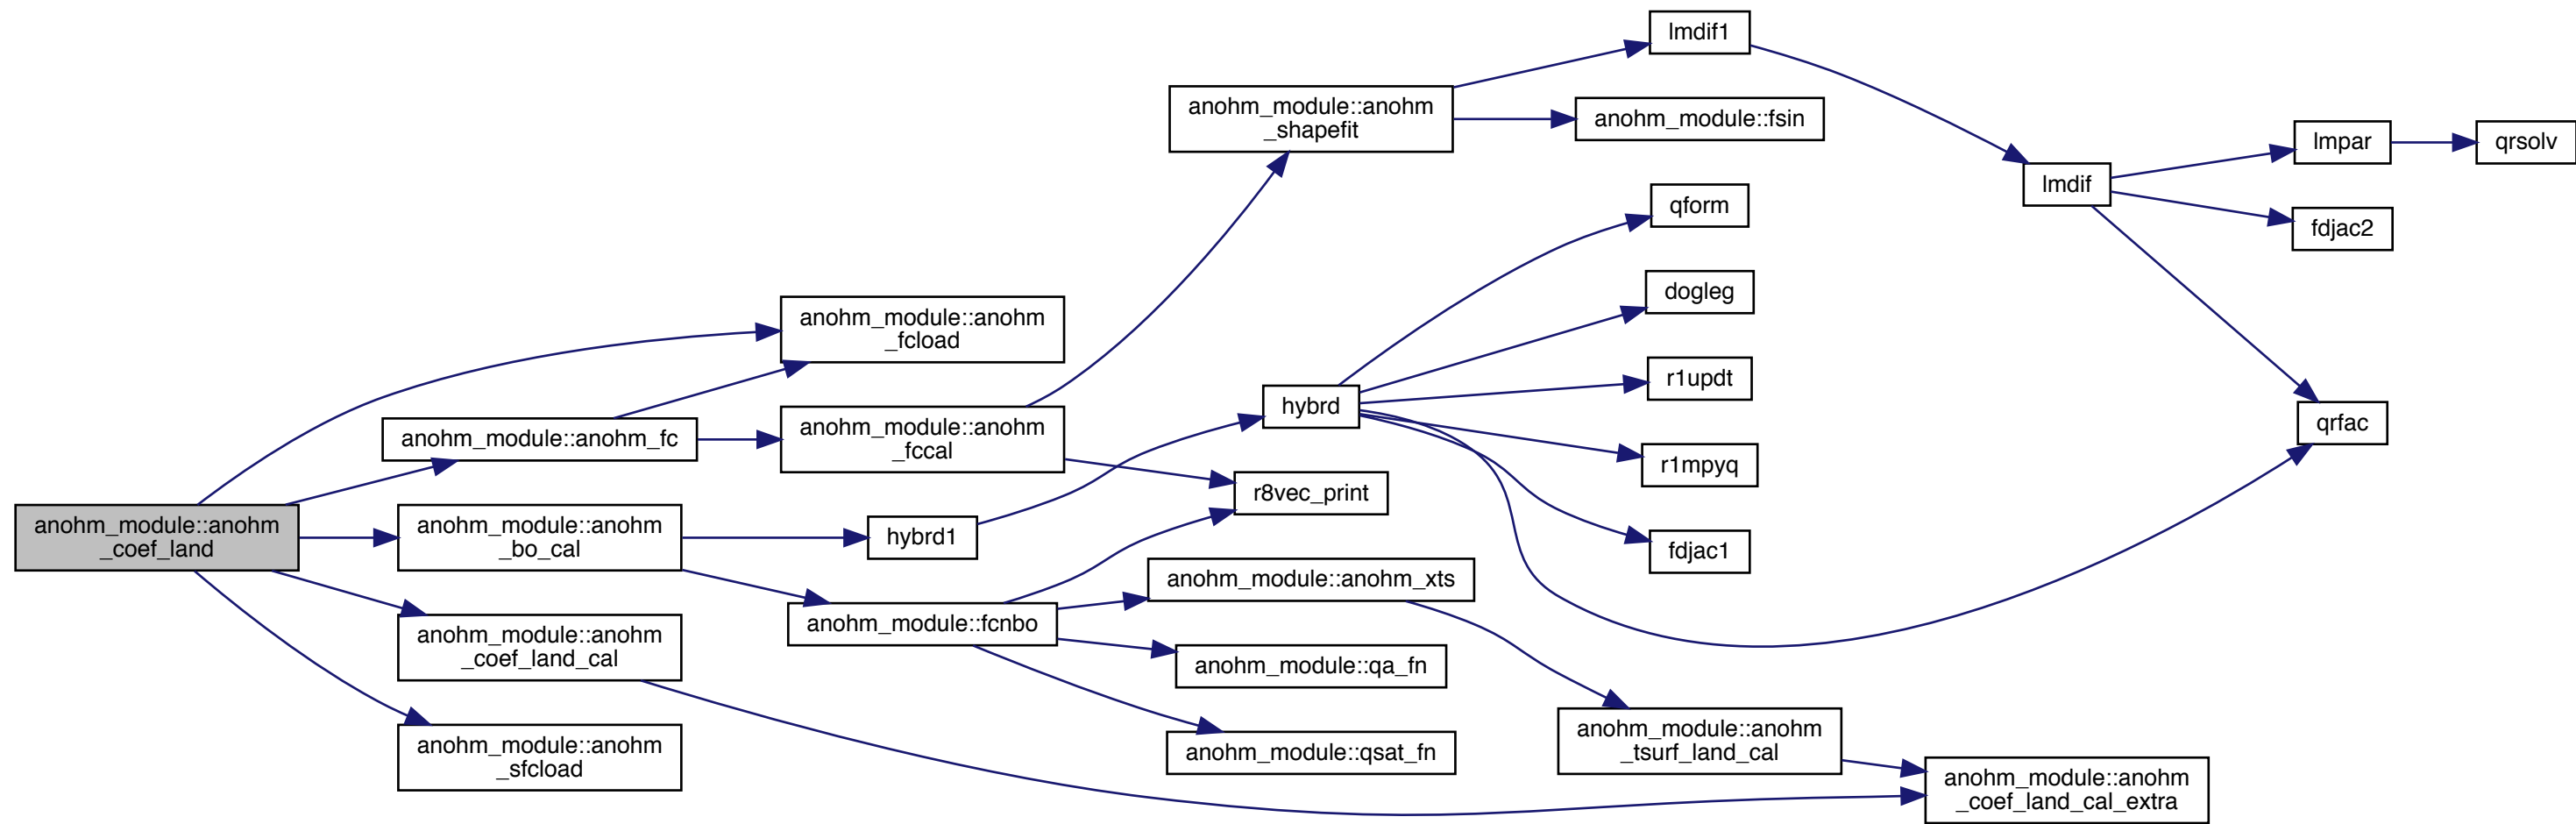 anohm_module::anohm
_coef_land
anohm_module::anohm
_fcload
anohm_module::anohm_fc
anohm_module::anohm
_fccal
anohm_module::anohm
_bo_cal
anohm_module::anohm
_coef_land_cal
anohm_module::anohm
_sfcload
hybrd1
anohm_module::fcnbo
anohm_module::anohm
_shapefit
hybrd
r8vec_print
anohm_module::anohm_xts
anohm_module::qa_fn
anohm_module::qsat_fn
lmdif1
anohm_module::fsin
qform
dogleg
r1updt
r1mpyq
fdjac1
anohm_module::anohm
_tsurf_land_cal
lmdif
anohm_module::anohm
_coef_land_cal_extra
lmpar
fdjac2
qrfac
qrsolv